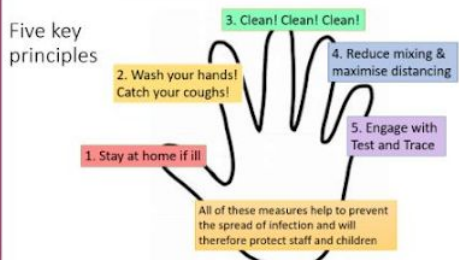 Five key
principles
3. Clean! Clean! Clean!
4. Reduce mixing &
maximise distancing
2. Wash your hands!
Catch your coughs!
5. Engage with
Test and Trace
1. Stay at home if ill
All of these measures help to prevent
the spread of infection and will
therefore protect staff and children